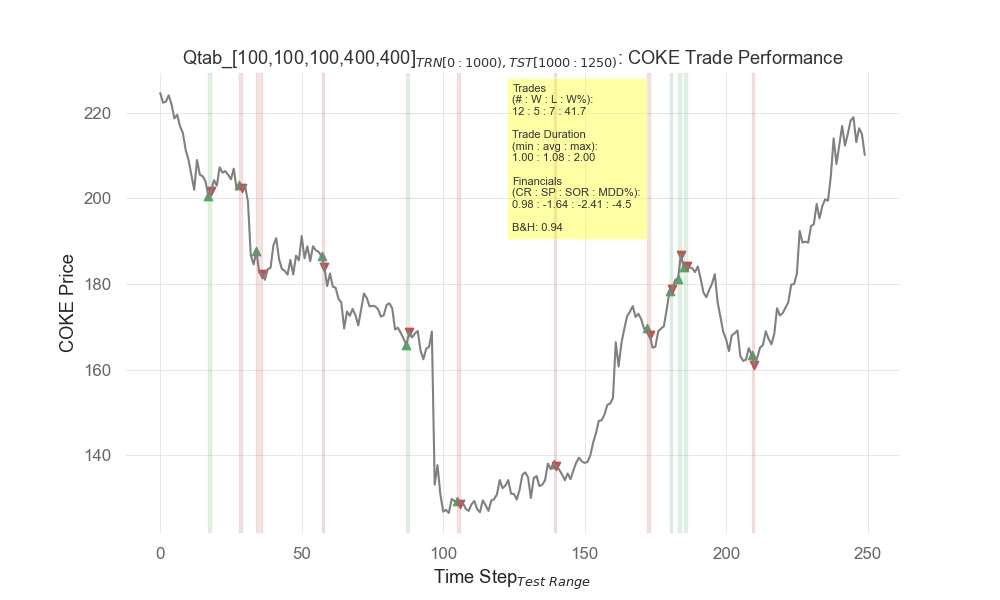 Qtab_[100,100,100,400,400]TRN[0:1000),TST[1000:1250): COKE Trade Performance
Trades
(# : W : L : W%):
12 : 5 : 7 : 41.7
Trade Duration
(min : avg : max):
1.00 : 1.08 : 2.00
Financials
(CR : SP : SOR : MDD%):
0.98 : -1.64 : -2.41 : -4.5
B&H: 0.94
COKE Price
220
200
180
160
140
0 50 100 150 200 250
Time StepTest Range